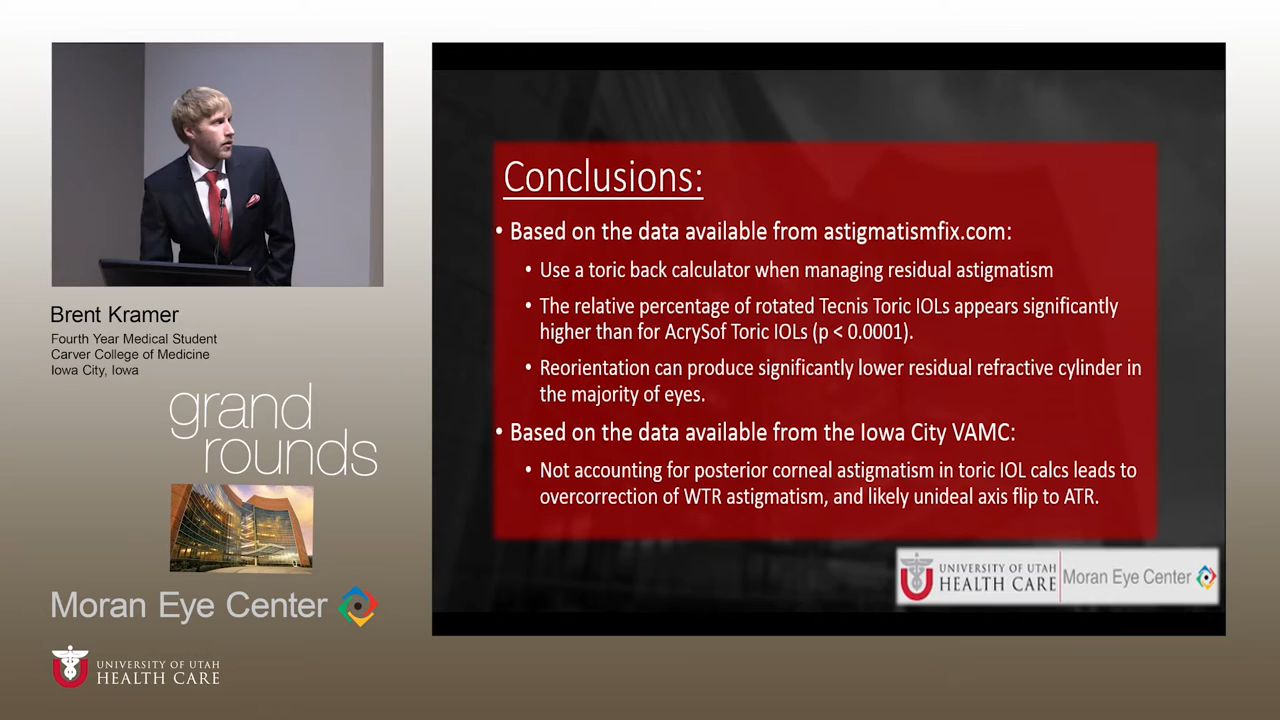 Conclusions:
• Based on the data available from astigmatismfix.com:
• Use a toric back calculator when managing residual astigmatism
• The relative percentage of rotated Tecnis Toric IOLs appears significantly
higher than for AcrySof Toric IOLs (p < 0.0001).
• Reorientation can produce significantly lower residual refractive cylinder in
the majority of eyes.
• Based on the data available from the Iowa City VAMC:
• Not accounting for posterior corneal astigmatism in toric IOL calcs leads to
overcorrection of WTR astigmatism, and likely unideal axis flip to ATR.
UNIVERSITY OF UTAH
HEALTH CARE
Moran Eye Center
Brent Kramer
Fourth Year Medical Student
Carver College of Medicine
Iowa City, Iowa
grand
rounds
Moran Eye Center
UNIVERSITY OF UTAH
HEALTH CARE